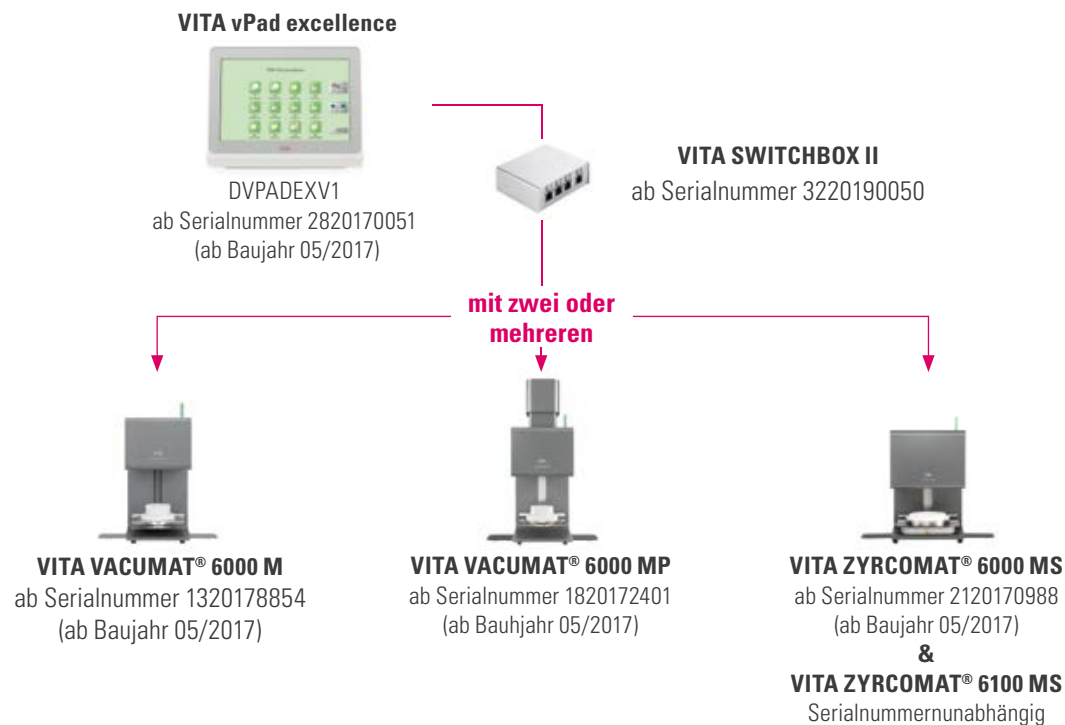 VITA vPad excellence
DVPADEXV1
ab Serialnummer 2820170051
(ab Baujahr 05/2017)
VITA SWITCHBOX II
ab Serialnummer 3220190050
mit zwei oder
mehreren
VITA VACUMAT® 6000 M
ab Serialnummer 1320178854
(ab Baujahr 05/2017)
VITA VACUMAT® 6000 MP
ab Serialnummer 1820172401
(ab Bauhjahr 05/2017)
VITA ZYRCOMAT® 6000 MS
ab Serialnummer 2120170988
(ab Baujahr 05/2017)
&
VITA ZYRCOMAT® 6100 MS
Serialnummernunabhängig